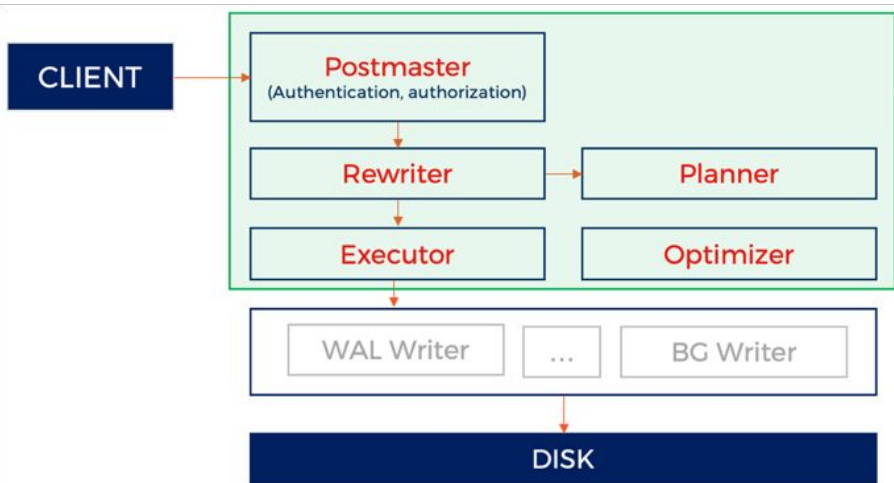 CLIENT
Postmaster
(Authentication, authorization)
Rewriter
Planner
Executor
Optimizer
WAL Writer
...
BG Writer
DISK